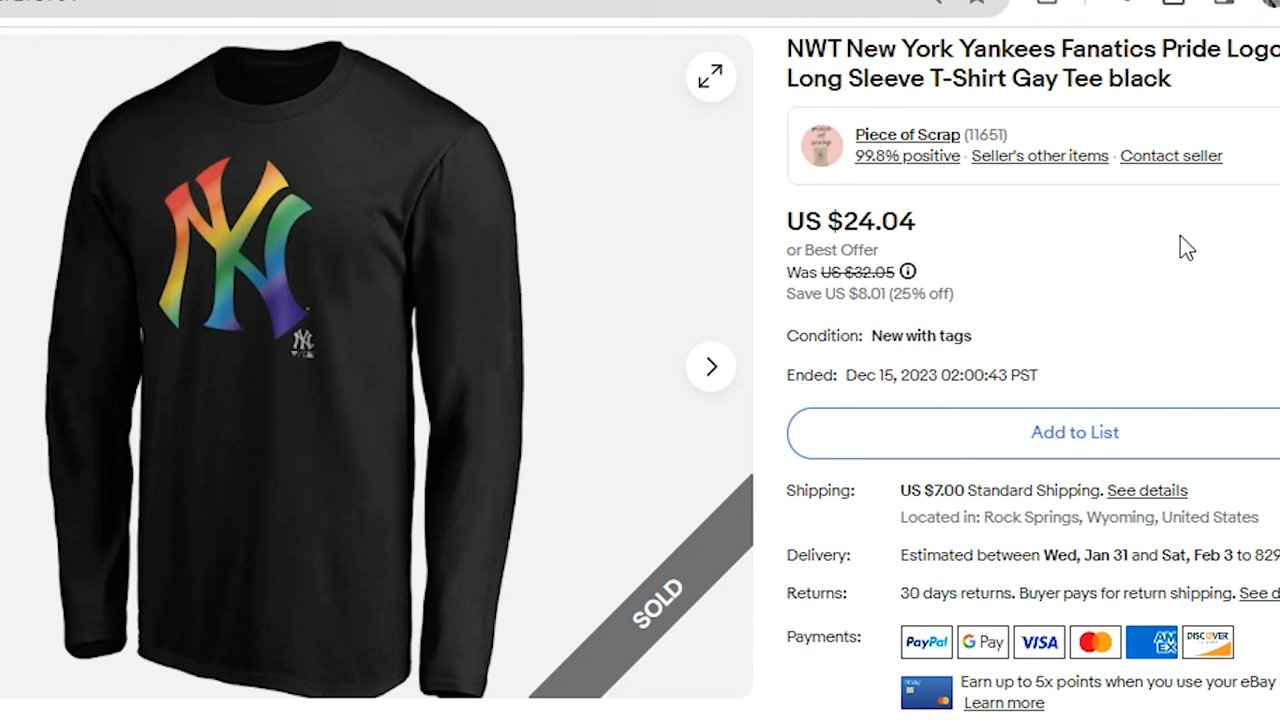 NWT New York Yankees Fanatics Pride Logo
Long Sleeve T-Shirt Gay Tee black
Piece of Scrap (11651)
99.8% positive · Seller's other items · Contact seller
US $24.04
or Best Offer
Was US $32.05
Save US $8.01 (25% off)
Condition: New with tags
Ended: Dec 15, 2023 02:00:43 PST
Add to List
Shipping: US $7.00 Standard Shipping. See details
Located in: Rock Springs, Wyoming, United States
Delivery: Estimated between Wed, Jan 31 and Sat, Feb 3 to 829
Returns: 30 days returns. Buyer pays for return shipping. See d
Payments: PayPal G Pay VISA AM EX DISCOVER
Earn up to 5x points when you use your eBay
Learn more
NY
NY
SOLD